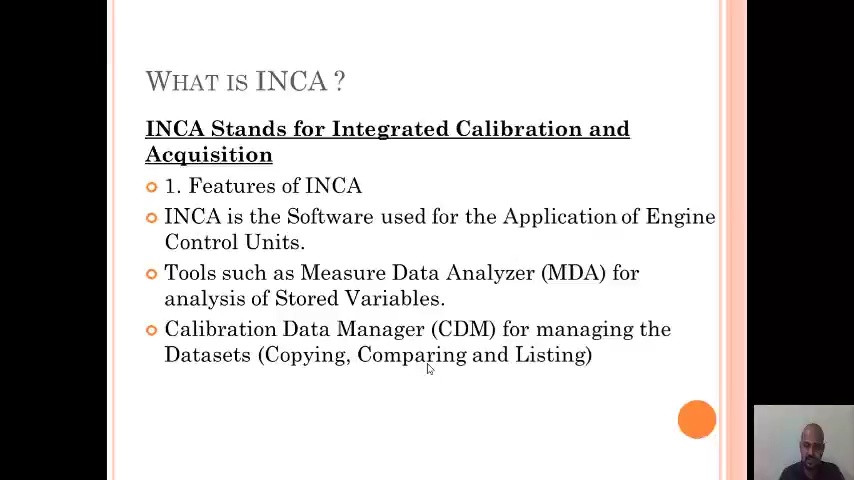 What is INCA ?
INCA Stands for Integrated Calibration and
Acquisition
1. Features of INCA
INCA is the Software used for the Application of Engine
Control Units.
Tools such as Measure Data Analyzer (MDA) for
analysis of Stored Variables.
Calibration Data Manager (CDM) for managing the
Datasets (Copying, Comparing and Listing)